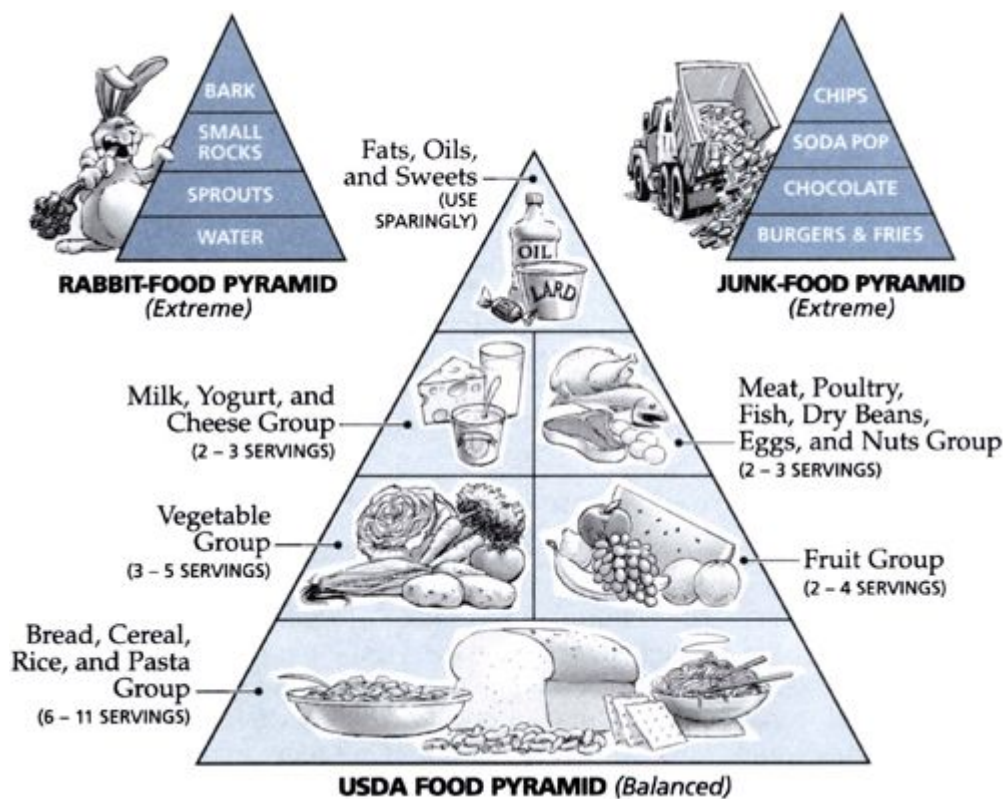 BARK
SMALL
ROCKS
SPROUTS
WATER
RABBIT-FOOD PYRAMID
(Extreme)
CHIPS
SODA POP
CHOCOLATE
BURGERS & FRIES
JUNK-FOOD PYRAMID
(Extreme)
Fats, Oils,
and Sweets
(USE
SPARINGLY)
OIL
LARD
Milk, Yogurt, and
Cheese Group
(2 – 3 SERVINGS)
Meat, Poultry,
Fish, Dry Beans,
Eggs, and Nuts Group
(2 – 3 SERVINGS)
Vegetable
Group
(3 – 5 SERVINGS)
Fruit Group
(2 – 4 SERVINGS)
Bread, Cereal,
Rice, and Pasta
Group
(6 – 11 SERVINGS)
USDA FOOD PYRAMID (Balanced)